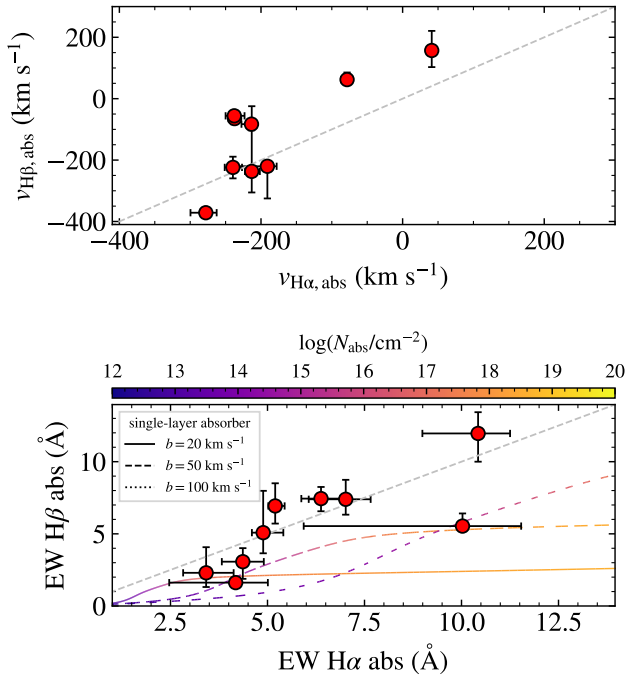 200
0
−200
−400
v_Hβ, abs (km s⁻¹)
−400 −200 0 200
v_Hα, abs (km s⁻¹)
log(N_abs/cm⁻²)
12 13 14 15 16 17 18 19 20
single-layer absorber
b = 20 km s⁻¹
b = 50 km s⁻¹
b = 100 km s⁻¹
10
5
0
EW Hβ abs (Å)
2.5 5.0 7.5 10.0 12.5
EW Hα abs (Å)